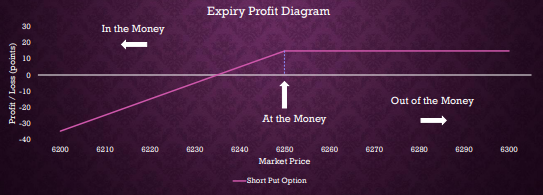 Expiry Profit Diagram
In the Money
30
20
10
0
-10
-20
-30
-40
Profit / Loss (points)
Out of the Money
At the Money
6200 6210 6220 6230 6240 6250 6260 6270 6280 6290 6300
Market Price
Short Put Option